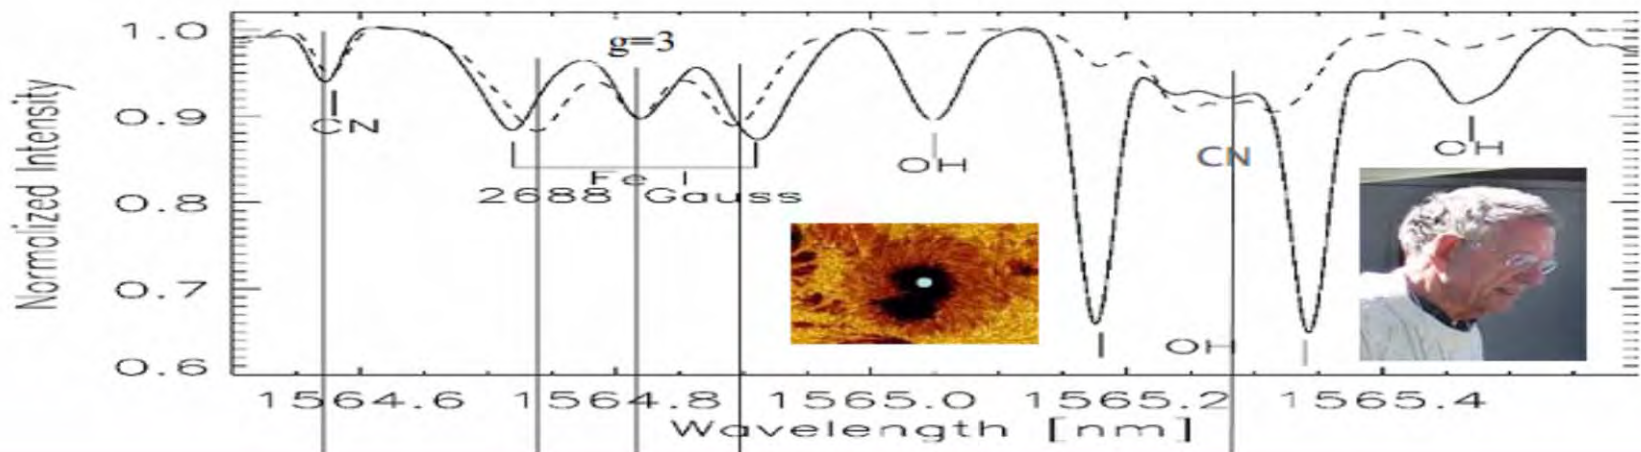 1.0
0.9
0.8
0.7
0.6
Normalized Intensity
g=3
CN
Fe I
2688 Gauss
OH
CN
OH
OH
1564.6 1564.8 1565.0 1565.2 1565.4
Wavelength [nm]